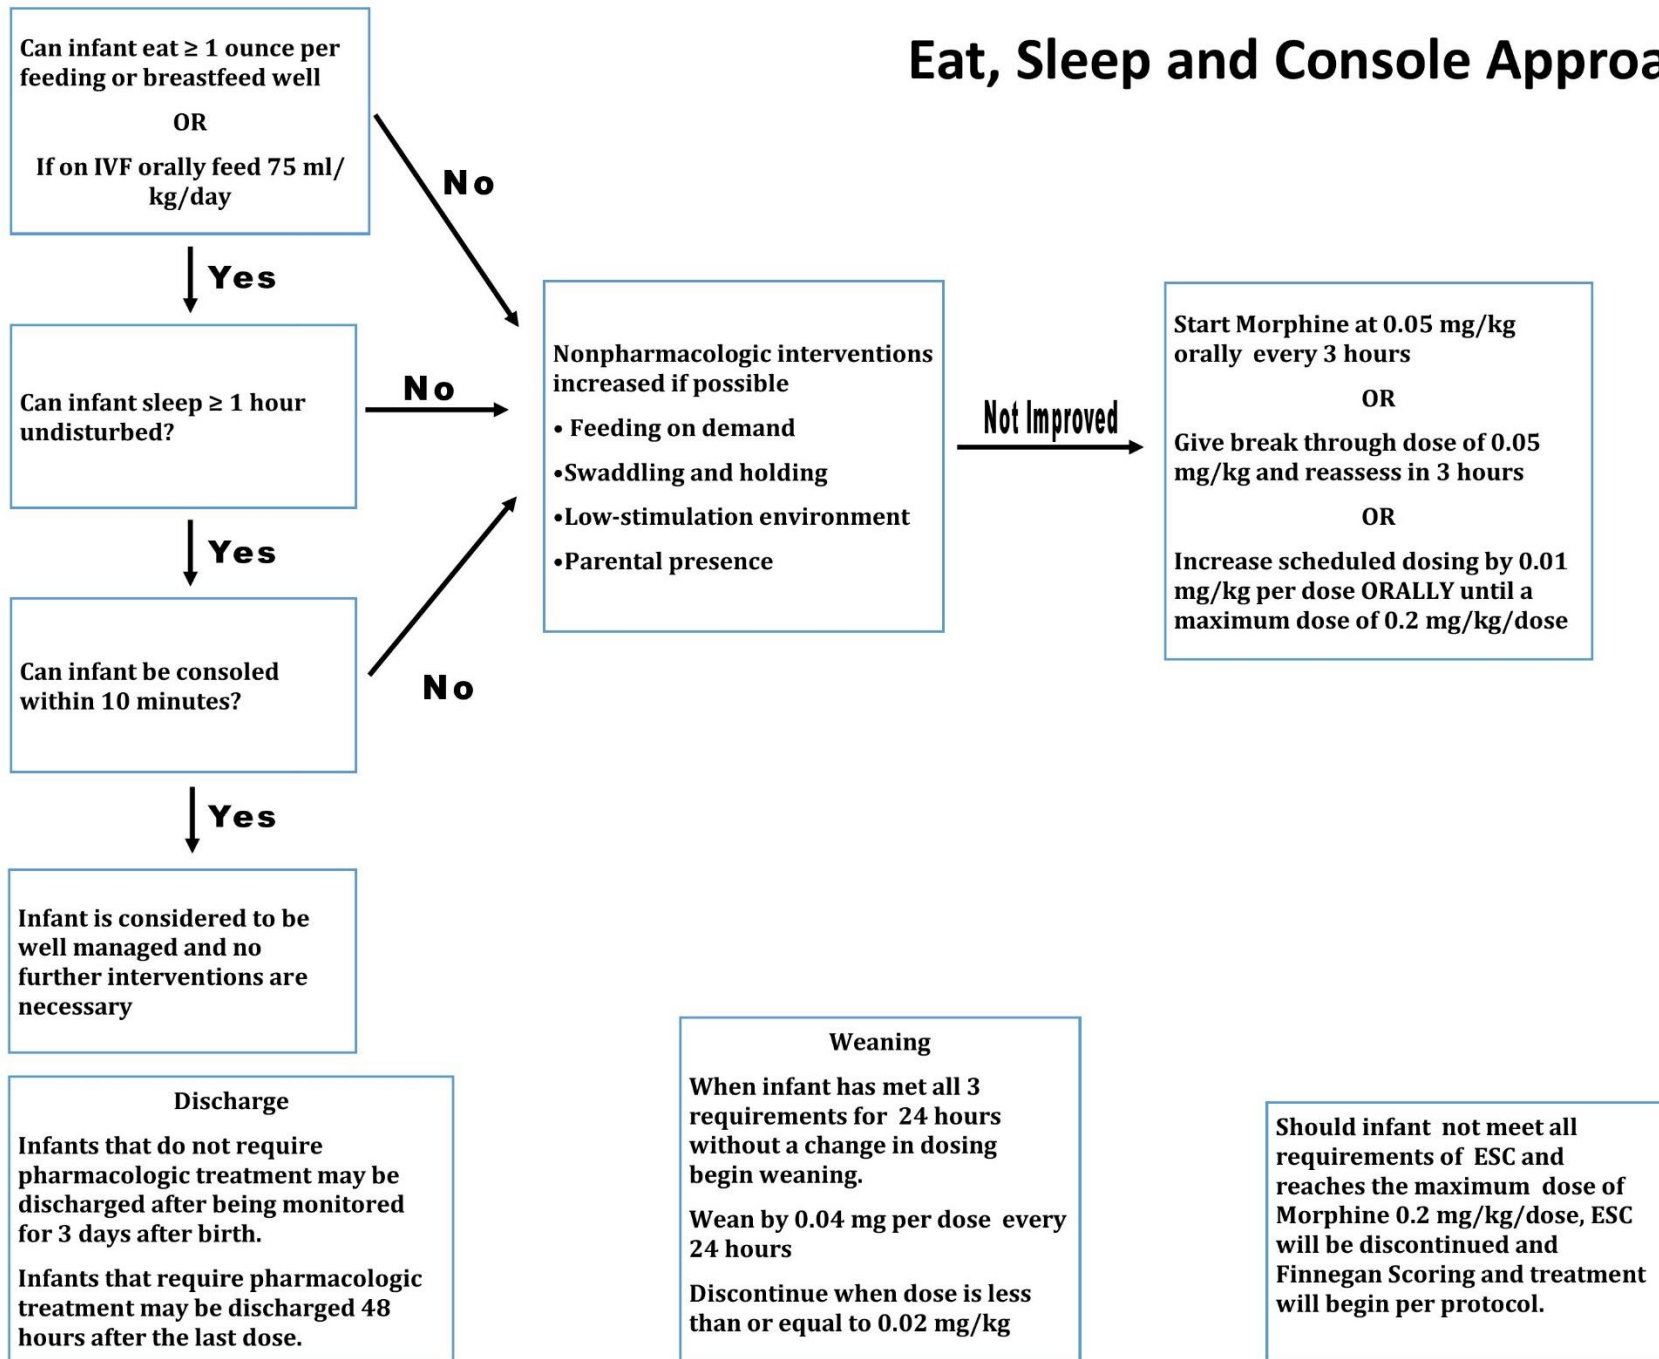 Eat, Sleep and Console Approa
Can infant eat ≥ 1 ounce per
feeding or breastfeed well
OR
If on IVF orally feed 75 ml/
kg/day
No
Yes
Can infant sleep ≥ 1 hour
undisturbed?
No
Yes
Can infant be consoled
within 10 minutes?
No
Yes
Infant is considered to be
well managed and no
further interventions are
necessary
Nonpharmacologic interventions
increased if possible
• Feeding on demand
•Swaddling and holding
•Low-stimulation environment
•Parental presence
Not Improved
Start Morphine at 0.05 mg/kg
orally every 3 hours
OR
Give break through dose of 0.05
mg/kg and reassess in 3 hours
OR
Increase scheduled dosing by 0.01
mg/kg per dose ORALLY until a
maximum dose of 0.2 mg/kg/dose
Discharge
Infants that do not require
pharmacologic treatment may be
discharged after being monitored
for 3 days after birth.
Infants that require pharmacologic
treatment may be discharged 48
hours after the last dose.
Weaning
When infant has met all 3
requirements for 24 hours
without a change in dosing
begin weaning.
Wean by 0.04 mg per dose every
24 hours
Discontinue when dose is less
than or equal to 0.02 mg/kg
Should infant not meet all
requirements of ESC and
reaches the maximum dose of
Morphine 0.2 mg/kg/dose, ESC
will be discontinued and
Finnegan Scoring and treatment
will begin per protocol.